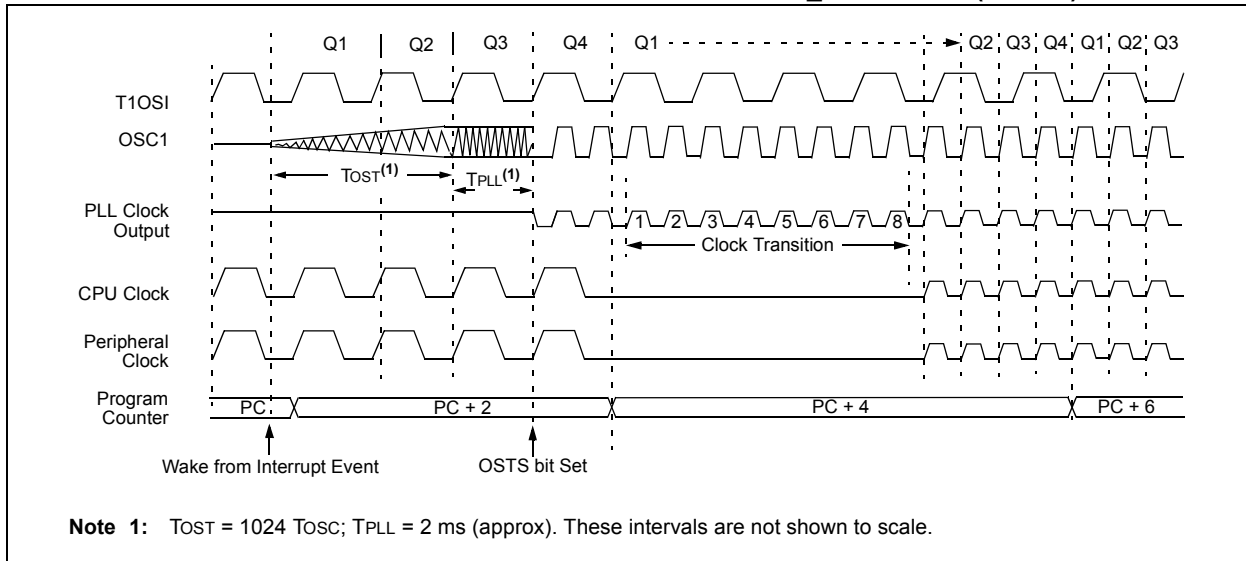 Q1 Q2 Q3 Q4 Q1 Q2 Q3 Q4 Q1 Q2 Q3
T1OSI
OSC1
TOST(1) TPLL(1)
PLL Clock
Output
1 2 3 4 5 6 7 8
Clock Transition
CPU Clock
Peripheral
Clock
Program
Counter
PC PC + 2 PC + 4 PC + 6
Wake from Interrupt Event OSTS bit Set
Note 1: TOST = 1024 TOSC; TPLL = 2 ms (approx). These intervals are not shown to scale.